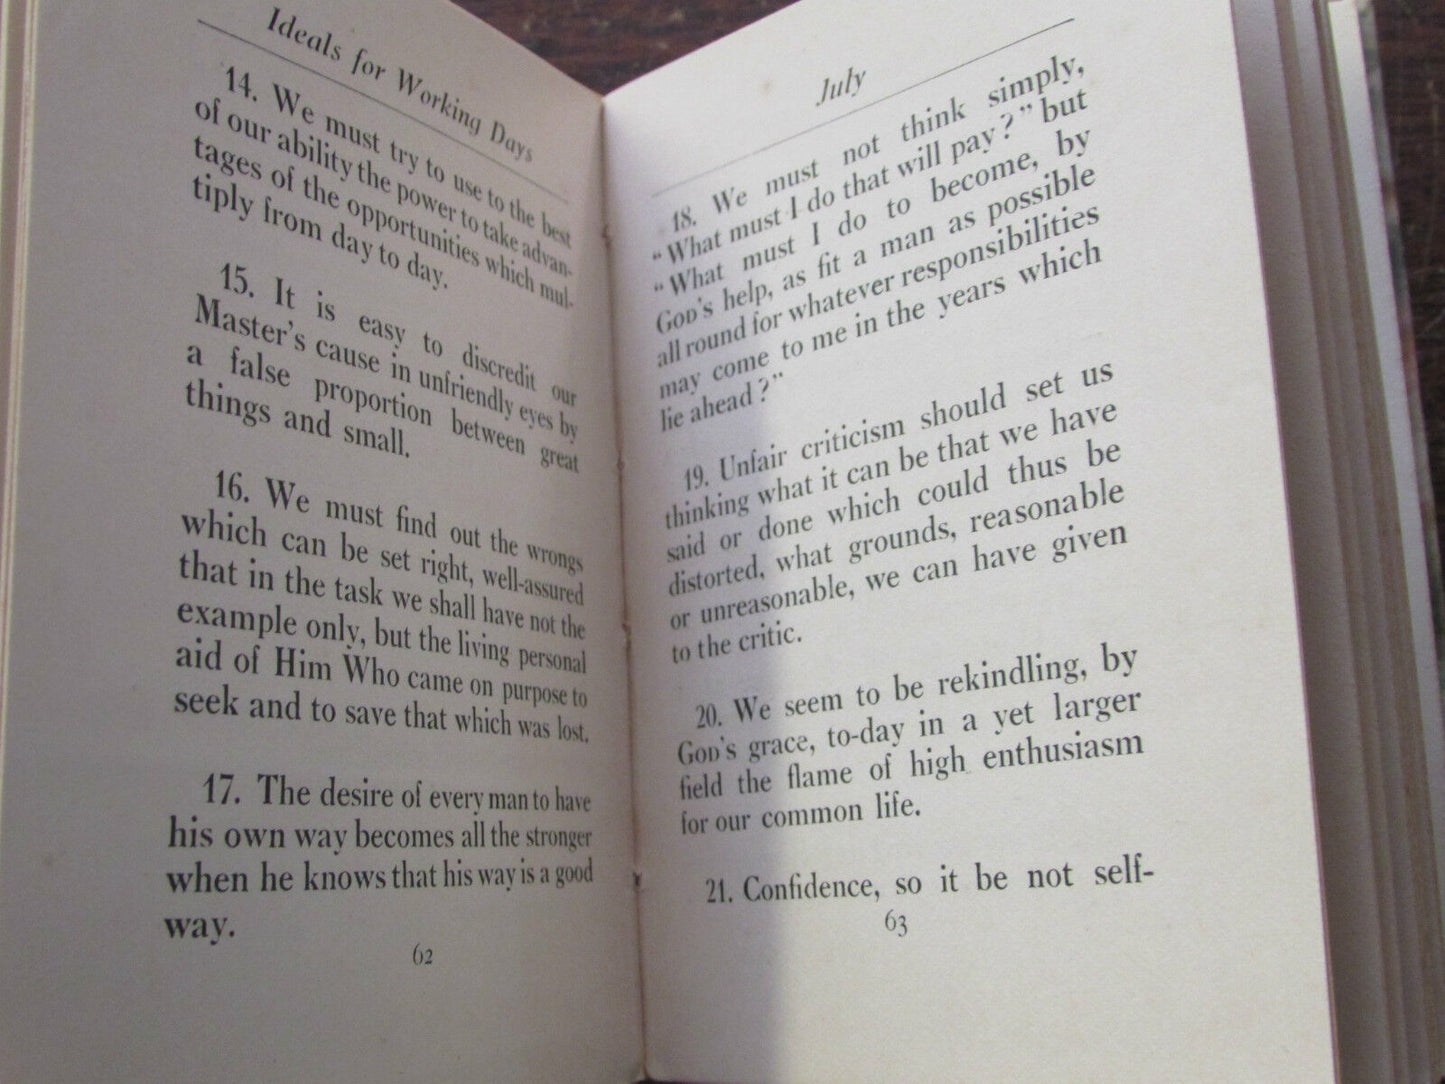 Ideals for Working Days
14. We must try to use to the best
of our ability the power to take advan-
tages of the opportunities which mul-
tiply from day to day.
15. It is easy to discredit our
Master's cause in unfriendly eyes by
a false proportion between great
things and small.
16. We must find out the wrongs
which can be set right, well-assured
that in the task we shall have not the
example only, but the living personal
aid of Him Who came on purpose to
seek and to save that which was lost.
17. The desire of every man to have
his own way becomes all the stronger
when he knows that his way is a good
way.
62
July
18. We must not think simply,
"What must I do that will pay?" but
"What must I do to become, by
God's help, as fit a man as possible
all round for whatever responsibilities
may come to me in the years which
lie ahead?"
19. Unfair criticism should set us
thinking what it can be that we have
said or done which could thus be
distorted, what grounds, reasonable
or unreasonable, we can have given
to the critic.
20. We seem to be rekindling, by
God's grace, to-day in a yet larger
field the flame of high enthusiasm
for our common life.
21. Confidence, so it be not self-
63